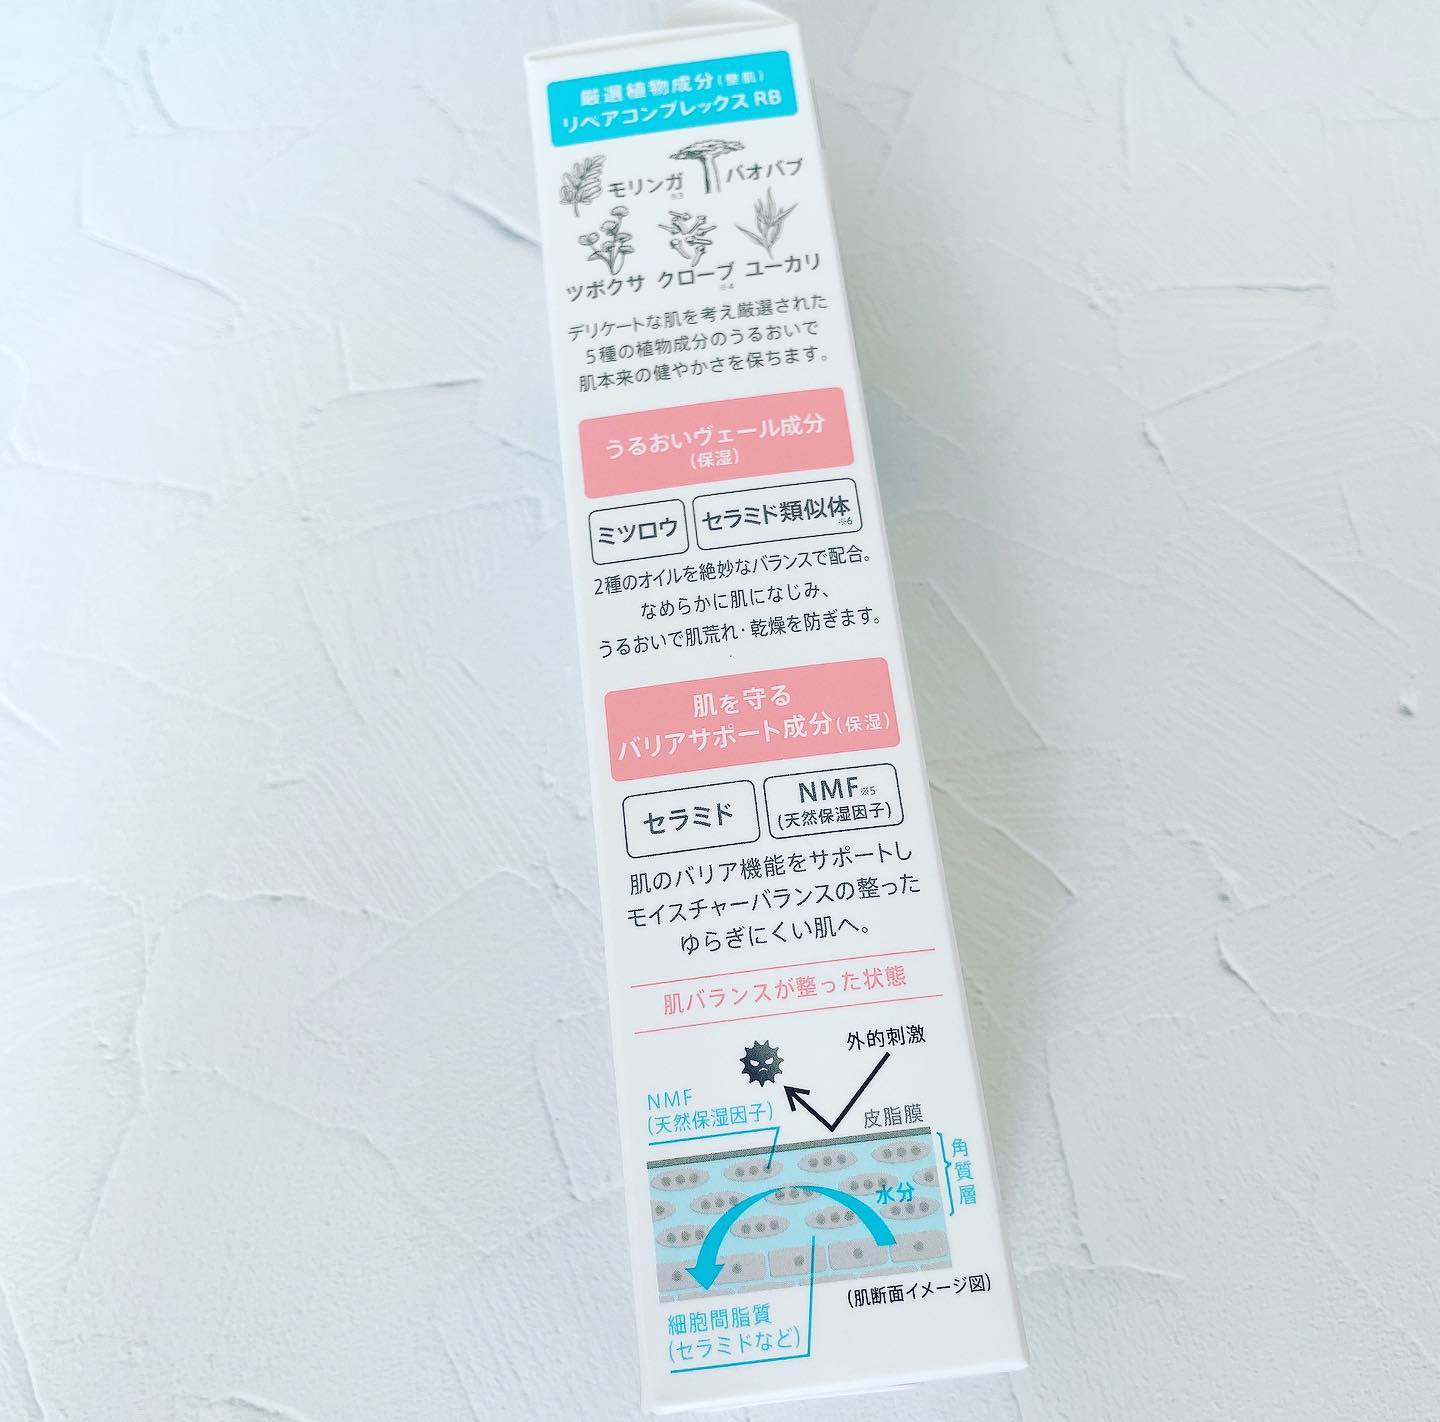 厳選植物成分(整肌)
リペアコンプレックス RB
モリンガ※3
バオバブ
ツボクサ
クローブ※4
ユーカリ
デリケートな肌を考え厳選された
5種の植物成分のうるおいで
肌本来の健やかさを保ちます。
うるおいヴェール成分
(保湿)
ミツロウ
セラミド類似体※6
2種のオイルを絶妙なバランスで配合。
なめらかに肌になじみ、
うるおいで肌荒れ・乾燥を防ぎます。
肌を守る
バリアサポート成分(保湿)
セラミド
NMF※5
(天然保湿因子)
肌のバリア機能をサポートし
モイスチャーバランスの整った
ゆらぎにくい肌へ。
肌バランスが整った状態
外的刺激
NMF
(天然保湿因子)
皮脂膜
角質層
水分
(肌断面イメージ図)
細胞間脂質
(セラミドなど)